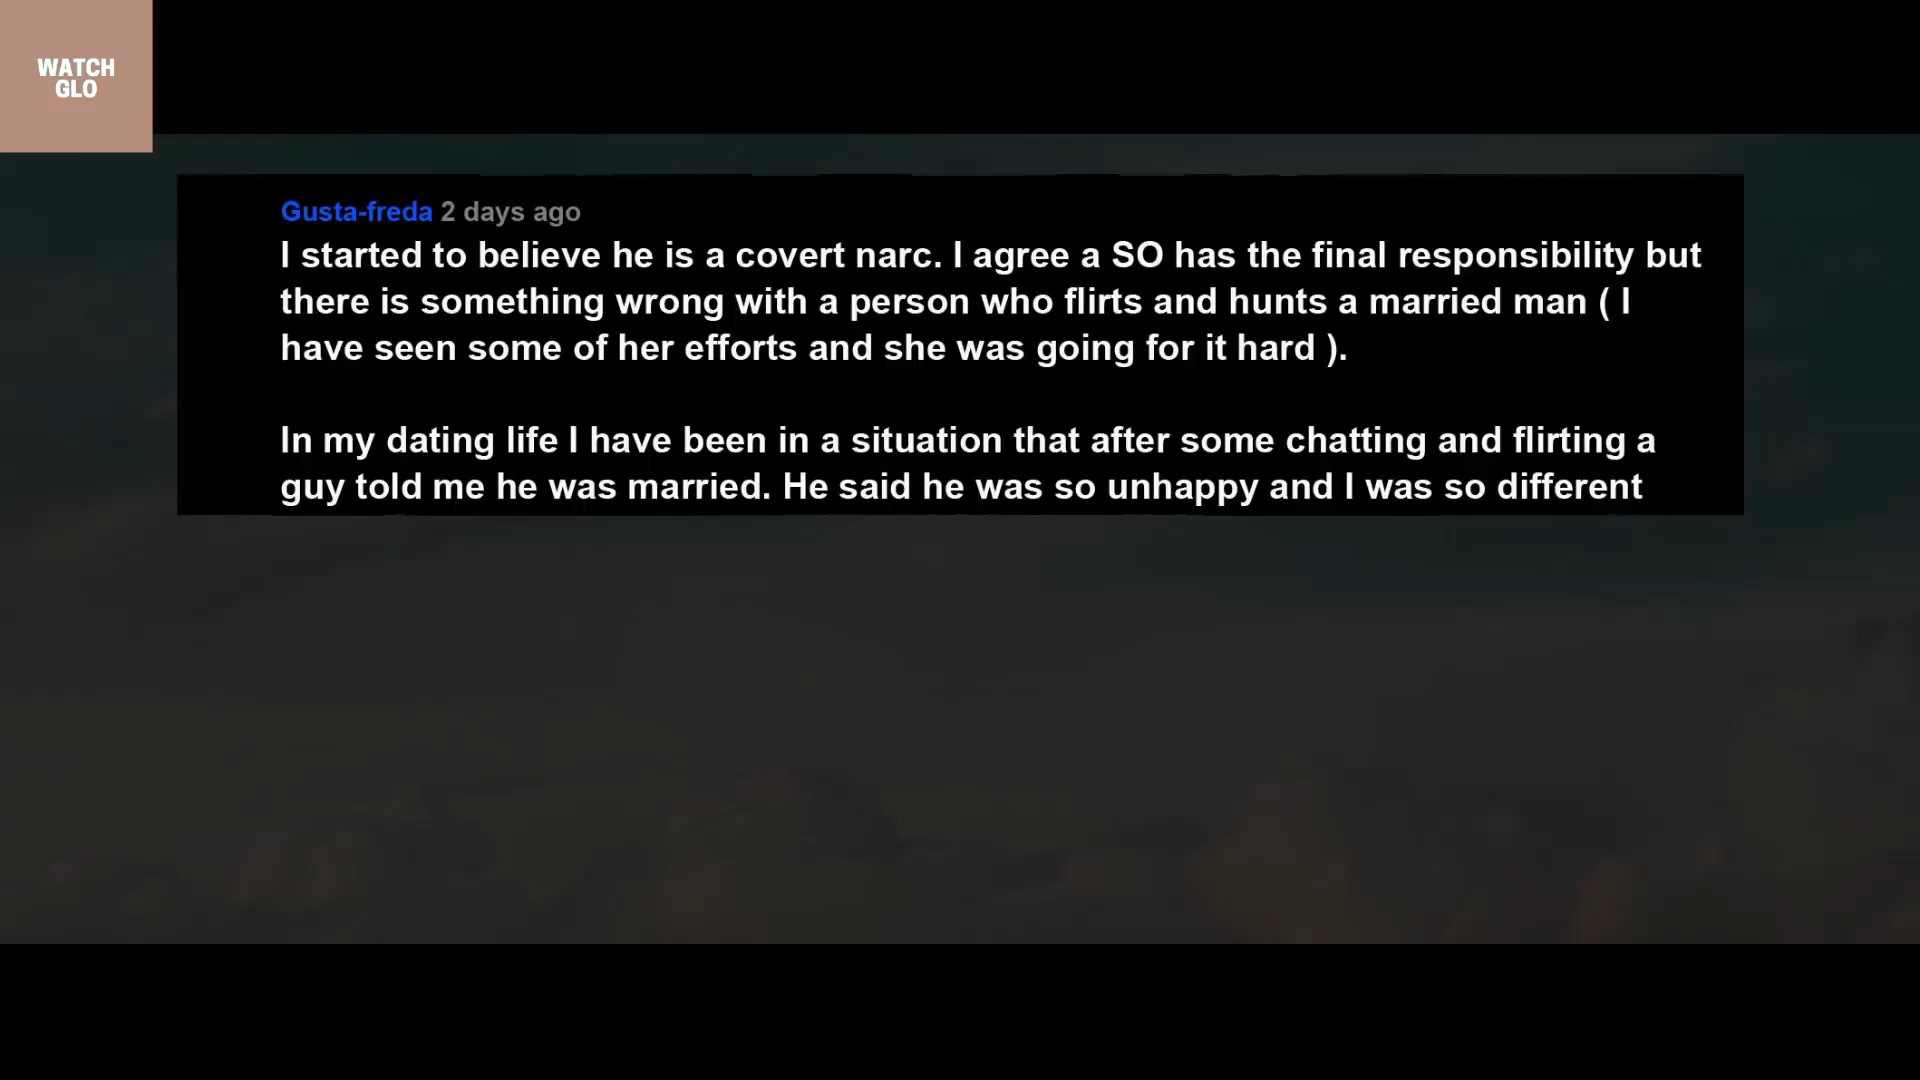 WATCH
GLO
Gusta-freda 2 days ago
I started to believe he is a covert narc. I agree a SO has the final responsibility but
there is something wrong with a person who flirts and hunts a married man ( I
have seen some of her efforts and she was going for it hard ).
In my dating life I have been in a situation that after some chatting and flirting a
guy told me he was married. He said he was so unhappy and I was so different